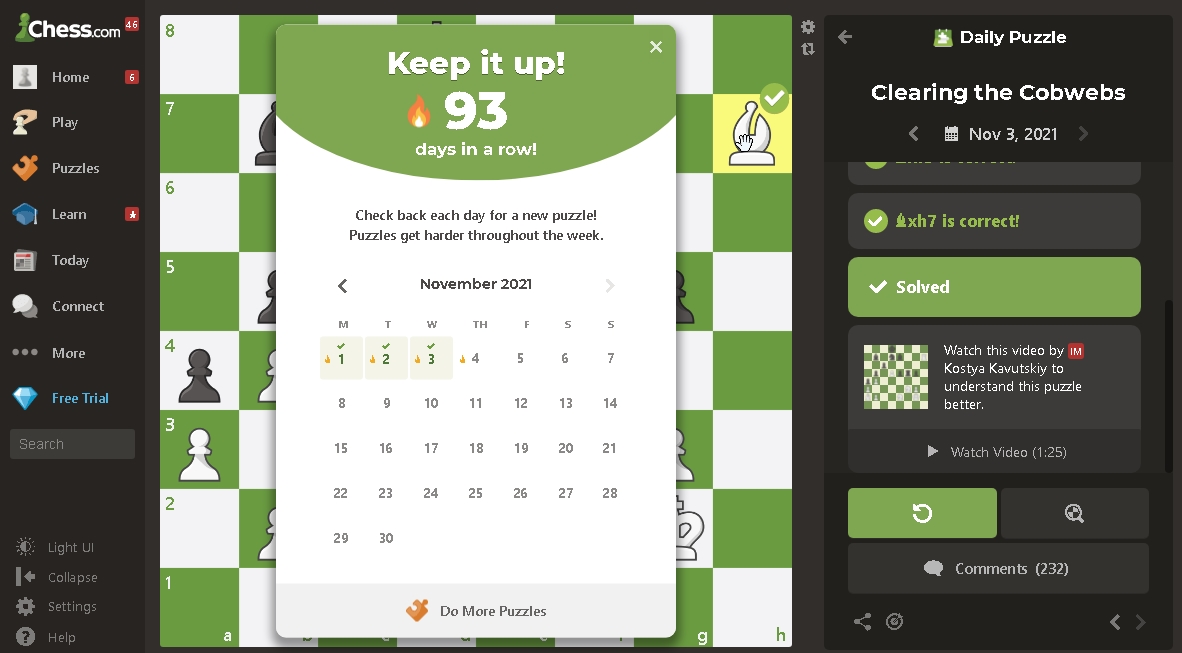 Chess.com
46
Home
6
Play
Puzzles
Learn
Today
Connect
More
Free Trial
Search
Light UI
Collapse
Settings
Help
8
7
6
5
4
3
2
1
a
g
h
Keep it up!
93
days in a row!
Check back each day for a new puzzle!
Puzzles get harder throughout the week.
November 2021
M T W TH F S S
1 2 3 4 5 6 7
8 9 10 11 12 13 14
15 16 17 18 19 20 21
22 23 24 25 26 27 28
29 30
Do More Puzzles
Daily Puzzle
Clearing the Cobwebs
Nov 3, 2021
xh7 is correct!
Solved
Watch this video by IM
Kostya Kavutskiy to
understand this puzzle
better.
Watch Video (1:25)
Comments (232)